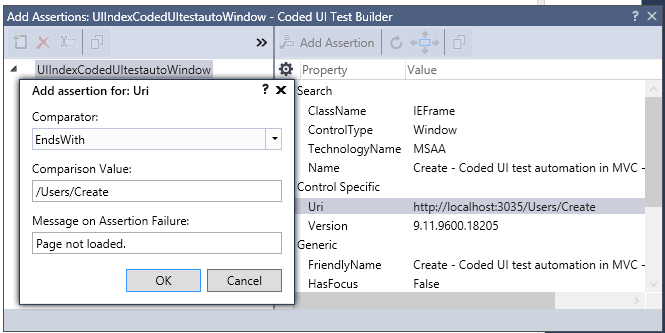 Add Assertions: UIIndexCodedUItestautoWindow - Coded UI Test Builder ? ×
» Add Assertion
UIIndexCodedUItestautoWindow
Property Value
Search
ClassName IEFrame
ControlType Window
TechnologyName MSAA
Name Create - Coded UI test automation in MVC -
Control Specific
Uri http://localhost:3035/Users/Create
Version 9.11.9600.18205
Generic
FriendlyName Create - Coded UI test automation in MVC -
HasFocus False
Add assertion for: Uri ? ×
Comparator:
EndsWith
Comparison Value:
/Users/Create
Message on Assertion Failure:
Page not loaded.
OK Cancel